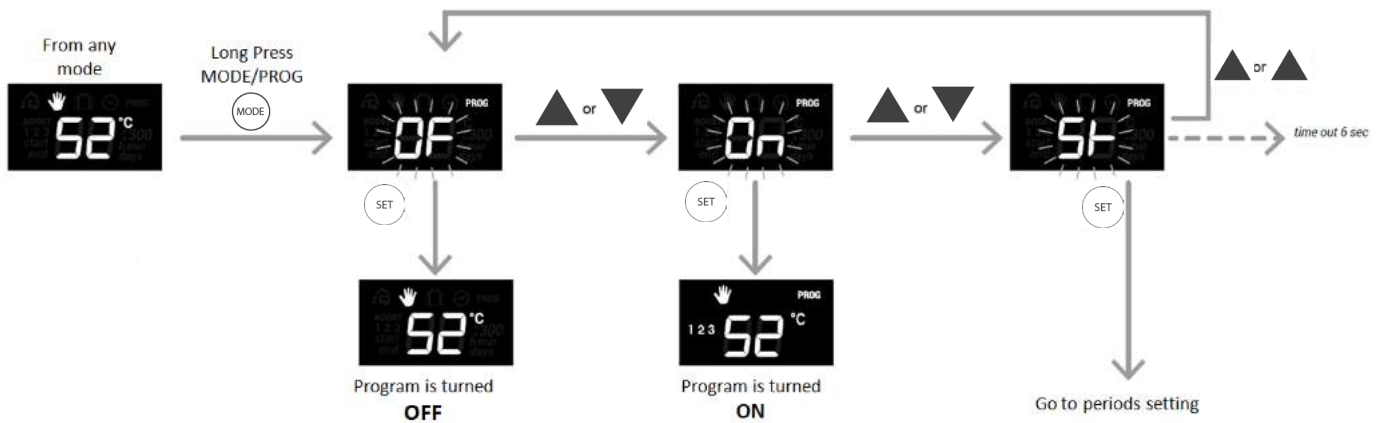 From any
mode
52 °C
Long Press
MODE/PROG
MODE
PROG
OF
or
PROG
On
or
PROG
St
or
time out 6 sec
SET
SET
SET
52 °C
PROG
1 2 3 52 °C
Program is turned
OFF
Program is turned
ON
Go to periods setting